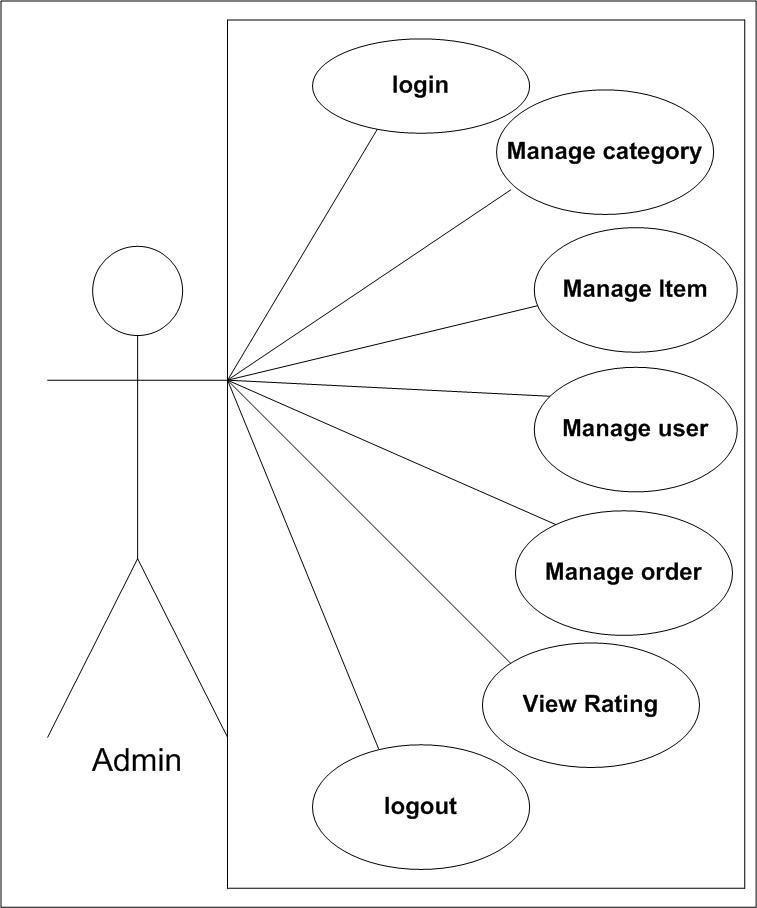 login
Manage category
Manage Item
Manage user
Manage order
View Rating
Admin
logout